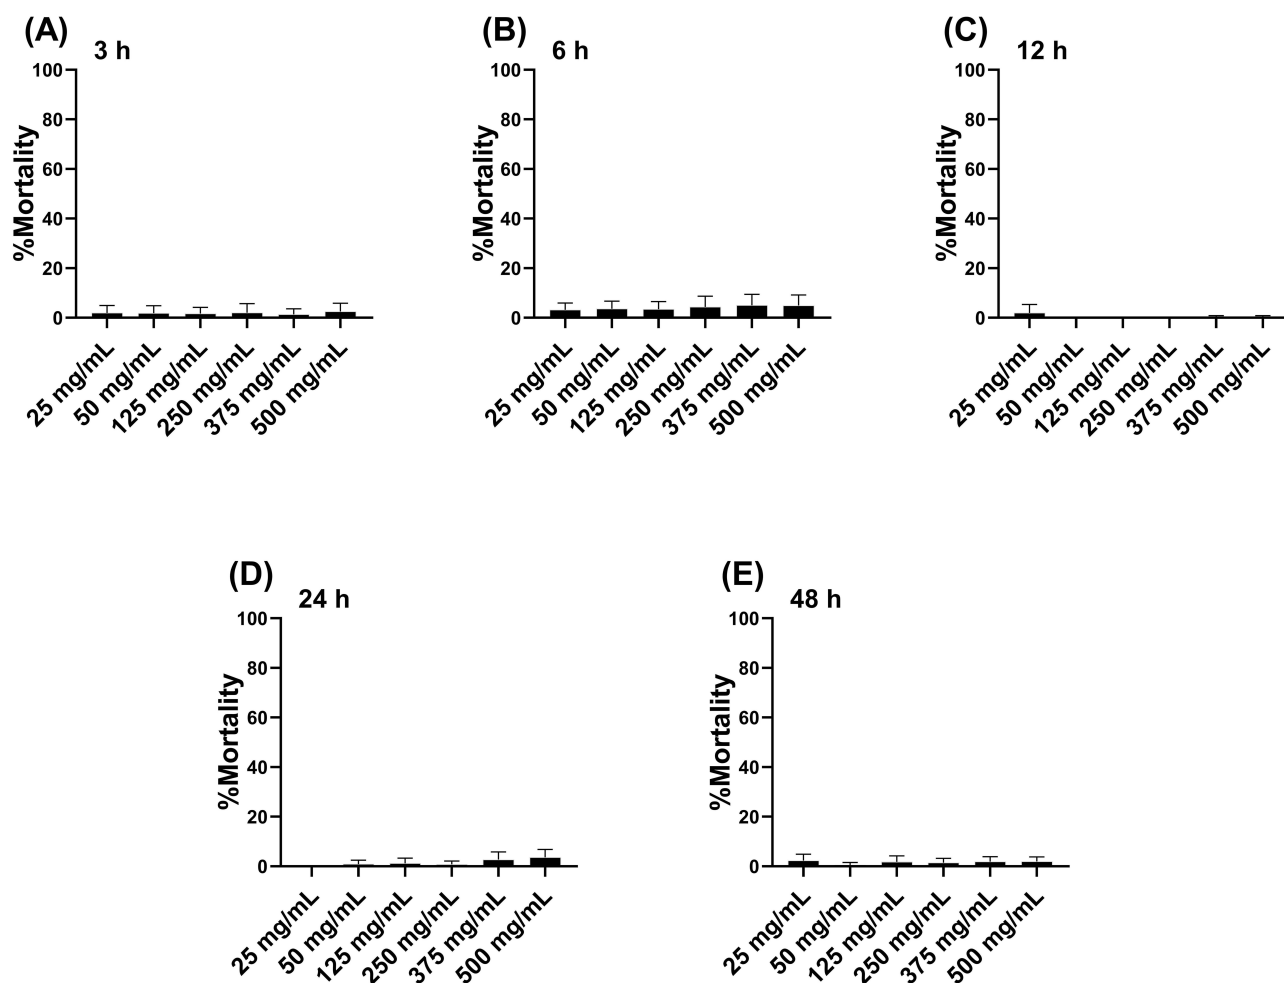 (A)
3 h
%Mortality
100
80
60
40
20
0
25 mg/mL
50 mg/mL
125 mg/mL
250 mg/mL
375 mg/mL
500 mg/mL
(B)
6 h
%Mortality
100
80
60
40
20
0
25 mg/mL
50 mg/mL
125 mg/mL
250 mg/mL
375 mg/mL
500 mg/mL
(C)
12 h
%Mortality
100
80
60
40
20
0
25 mg/mL
50 mg/mL
125 mg/mL
250 mg/mL
375 mg/mL
500 mg/mL
(D)
24 h
%Mortality
100
80
60
40
20
0
25 mg/mL
50 mg/mL
125 mg/mL
250 mg/mL
375 mg/mL
500 mg/mL
(E)
48 h
%Mortality
100
80
60
40
20
0
25 mg/mL
50 mg/mL
125 mg/mL
250 mg/mL
375 mg/mL
500 mg/mL